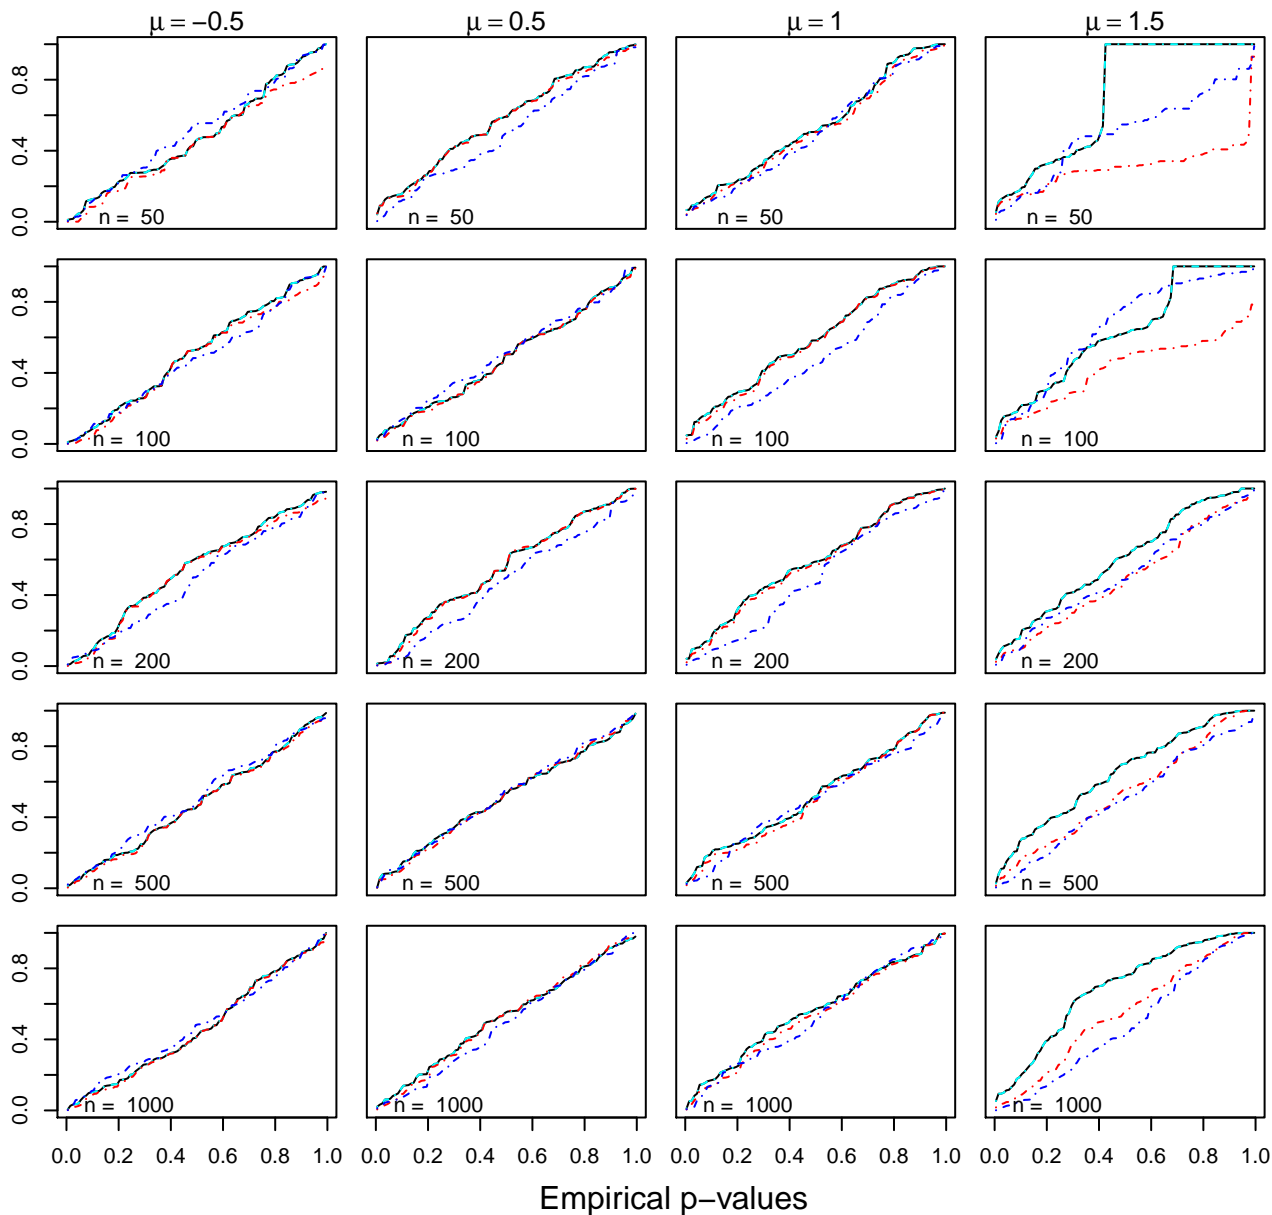 μ = −0.5 μ = 0.5 μ = 1 μ = 1.5
0.0 0.4 0.8
n = 50 n = 50 n = 50 n = 50
0.0 0.4 0.8
n = 100 n = 100 n = 100 n = 100
0.0 0.4 0.8
n = 200 n = 200 n = 200 n = 200
0.0 0.4 0.8
n = 500 n = 500 n = 500 n = 500
0.0 0.4 0.8
n = 1000 n = 1000 n = 1000 n = 1000
0.0 0.2 0.4 0.6 0.8 1.0 0.0 0.2 0.4 0.6 0.8 1.0 0.0 0.2 0.4 0.6 0.8 1.0 0.0 0.2 0.4 0.6 0.8 1.0
Empirical p−values